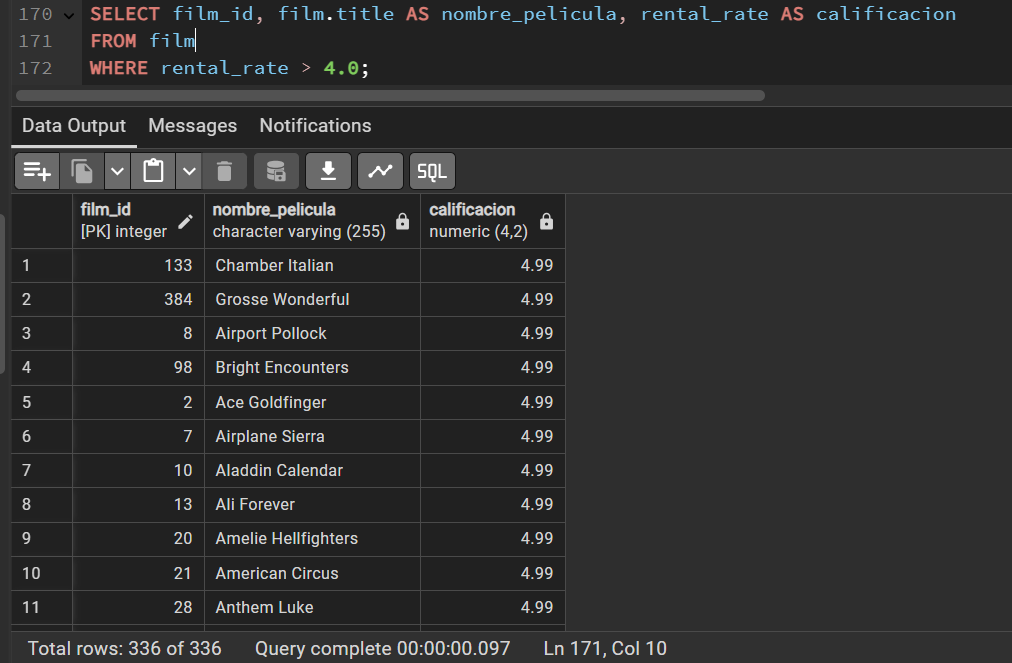 170 SELECT film_id, film.title AS nombre_pelicula, rental_rate AS calificacion
171 FROM film
172 WHERE rental_rate > 4.0;
Data Output Messages Notifications
SQL
film_id nombre_pelicula calificacion
[PK] integer character varying (255) numeric (4,2)
1 133 Chamber Italian 4.99
2 384 Grosse Wonderful 4.99
3 8 Airport Pollock 4.99
4 98 Bright Encounters 4.99
5 2 Ace Goldfinger 4.99
6 7 Airplane Sierra 4.99
7 10 Aladdin Calendar 4.99
8 13 Ali Forever 4.99
9 20 Amelie Hellfighters 4.99
10 21 American Circus 4.99
11 28 Anthem Luke 4.99
Total rows: 336 of 336 Query complete 00:00:00.097 Ln 171, Col 10